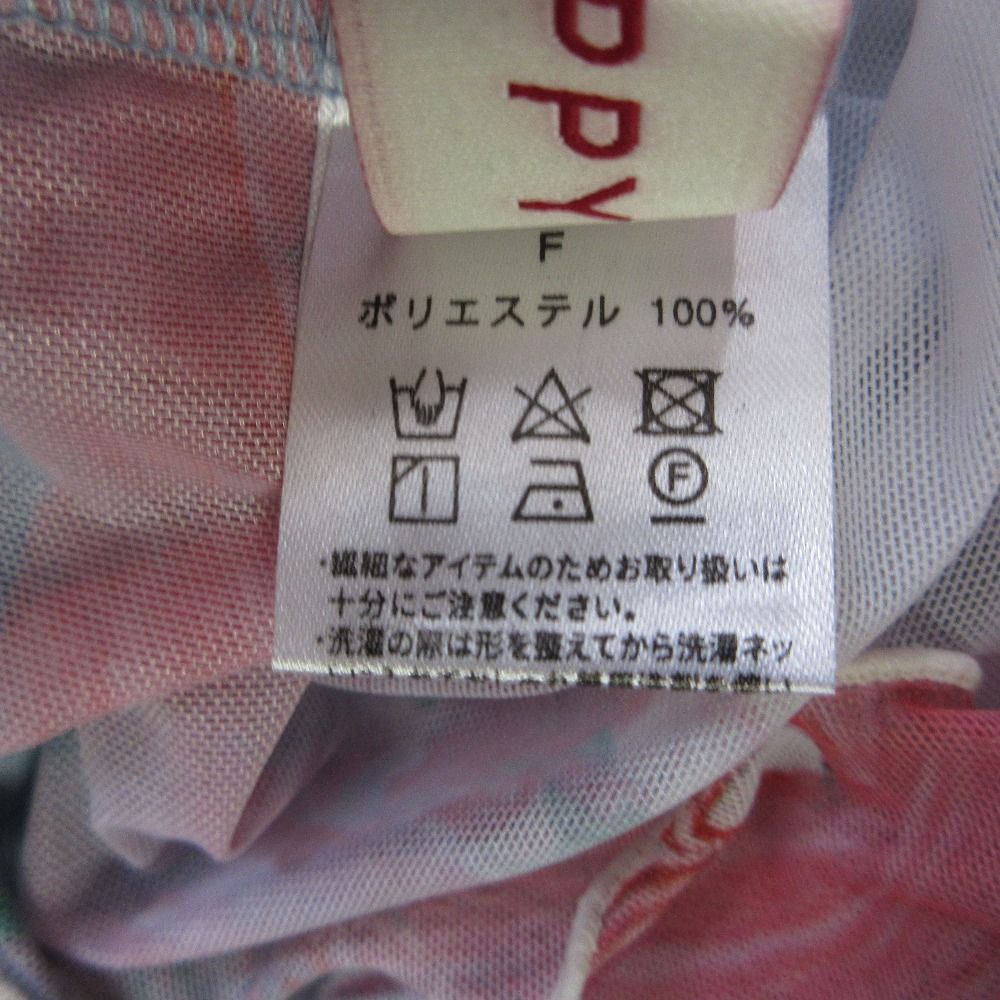 PPY
F
ポリエステル 100%
F
・繊細なアイテムのためお取り扱いは
十分にご注意ください。
・洗濯の際は形を整えてから洗濯ネッ